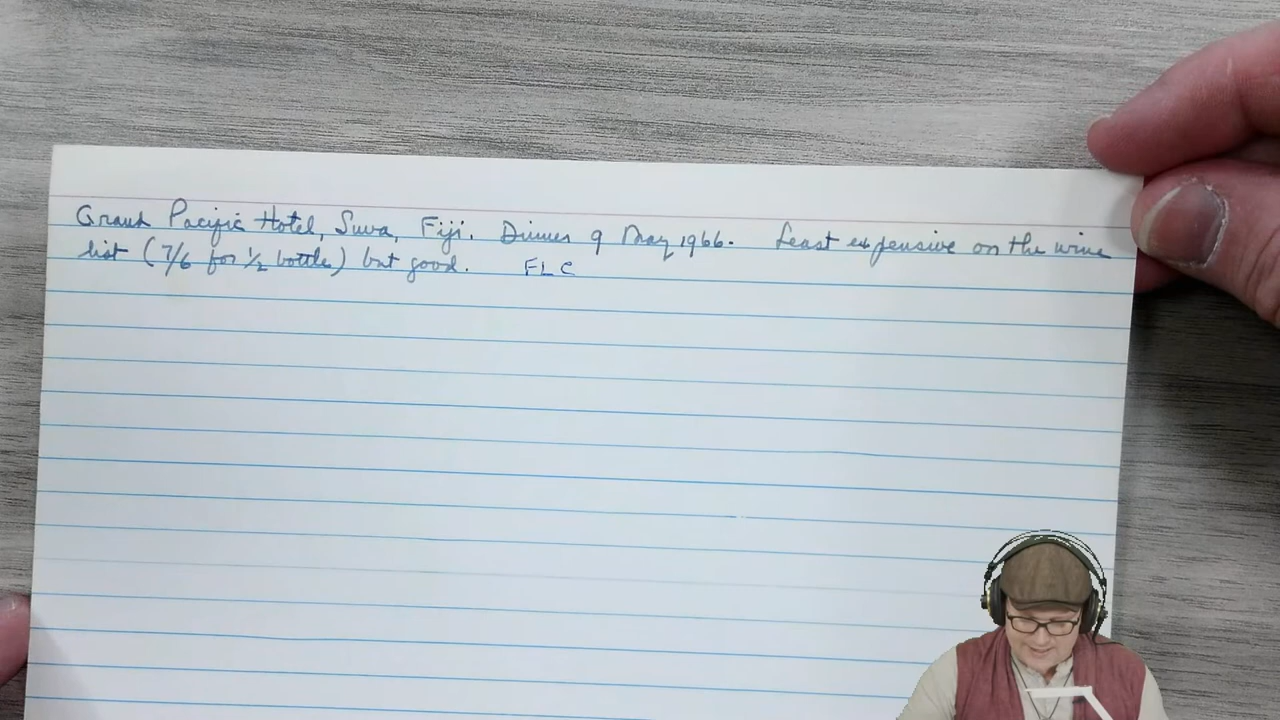 Grand Pacific Hotel, Suva, Fiji. Dinner 9 May 1966. Least expensive on the wine
list (7/6 for 1/2 bottle) but good. FLC